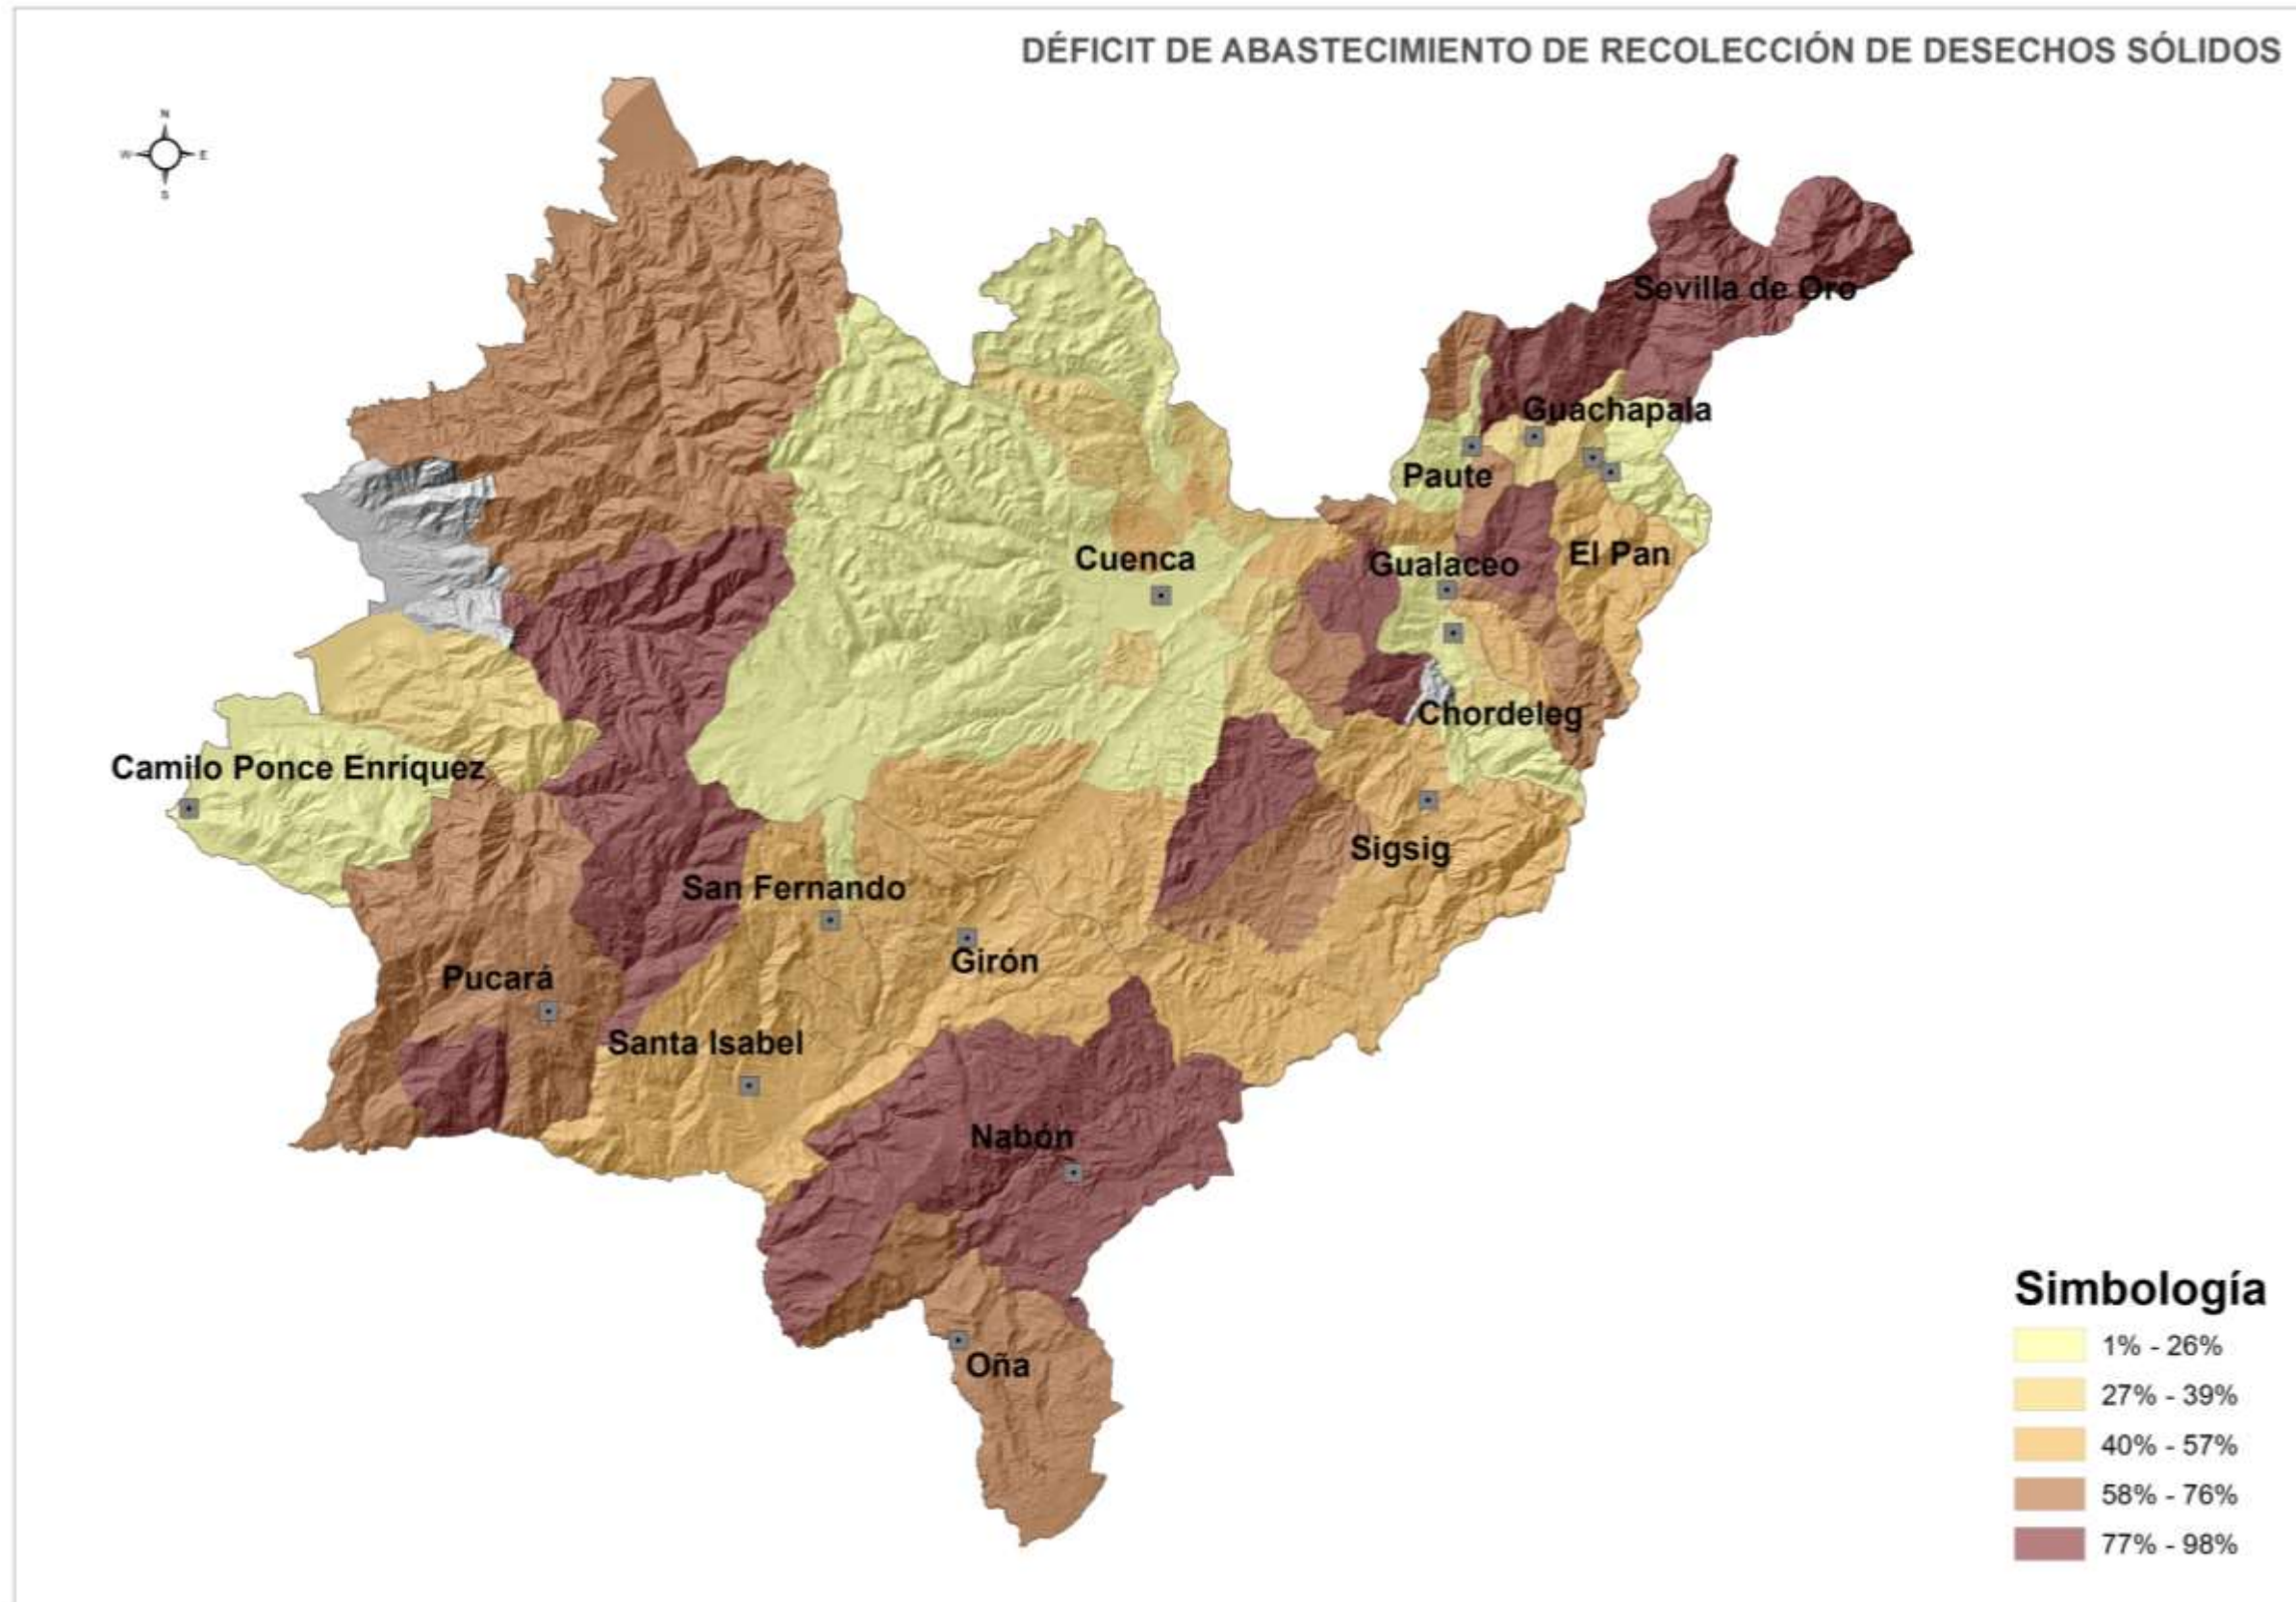 DÉFICIT DE ABASTECIMIENTO DE RECOLECCIÓN DE DESECHOS SÓLIDOS
N
W E
S
Sevilla de Oro
Guachapala
Paute
El Pan
Cuenca
Gualaceo
Chordeleg
Camilo Ponce Enríquez
Sigsig
San Fernando
Girón
Pucará
Santa Isabel
Nabón
Oña
Simbología
1% - 26%
27% - 39%
40% - 57%
58% - 76%
77% - 98%